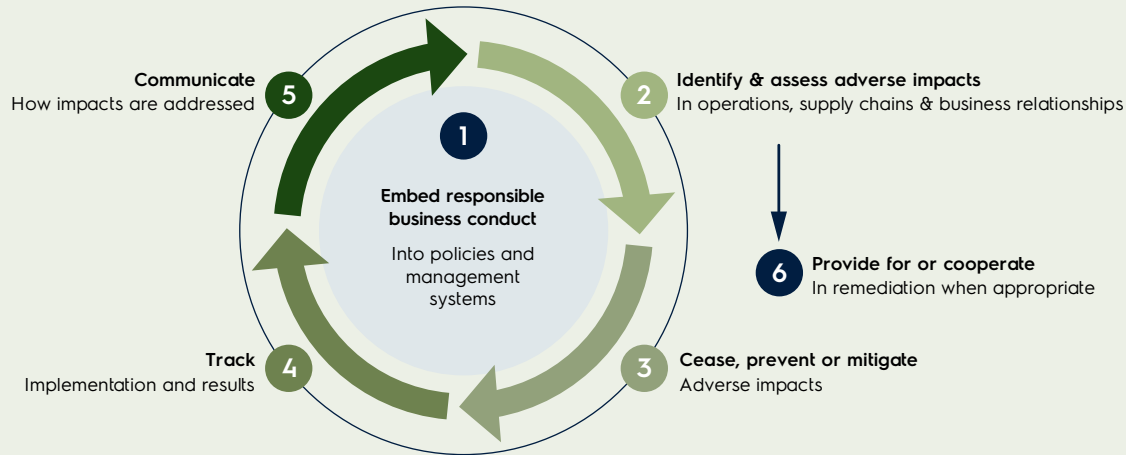 1
Embed responsible
business conduct
Into policies and
management
systems
2
Identify & assess adverse impacts
In operations, supply chains & business relationships
3
Cease, prevent or mitigate
Adverse impacts
4
Track
Implementation and results
5
Communicate
How impacts are addressed
6
Provide for or cooperate
In remediation when appropriate